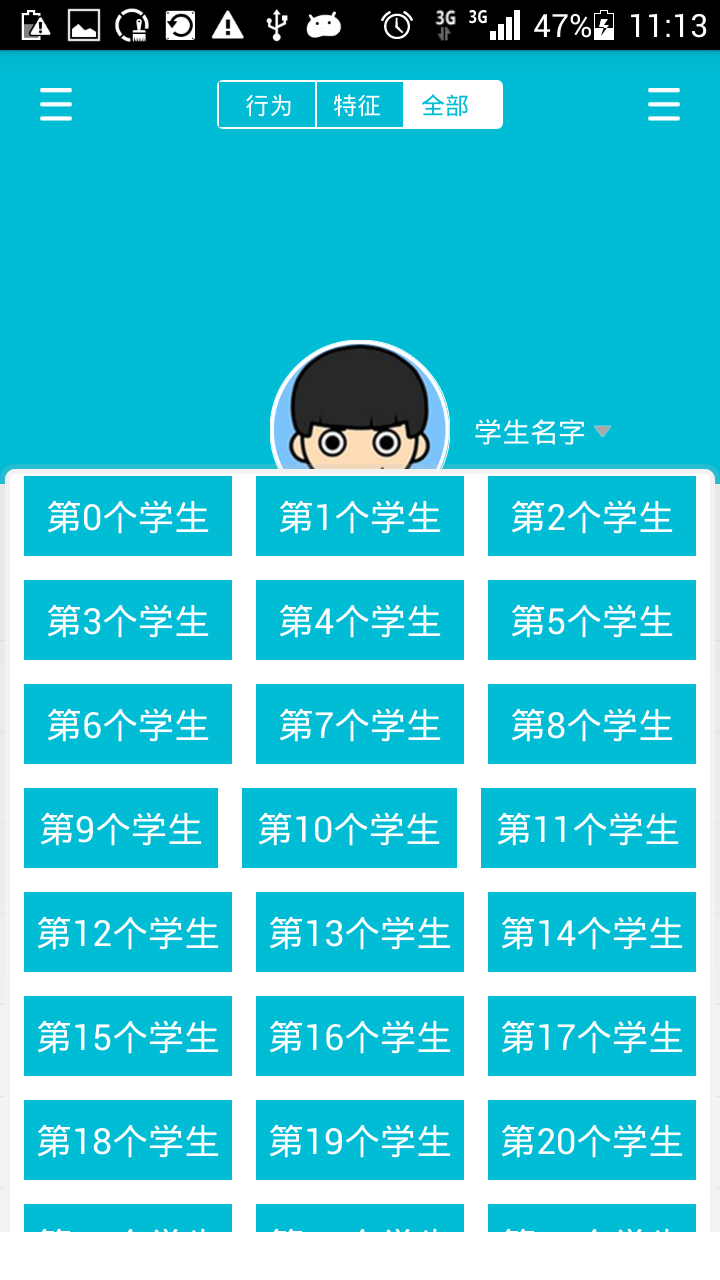 3G 3G 47% 11:13
行为 特征 全部
学生名字
第0个学生 第1个学生 第2个学生
第3个学生 第4个学生 第5个学生
第6个学生 第7个学生 第8个学生
第9个学生 第10个学生 第11个学生
第12个学生 第13个学生 第14个学生
第15个学生 第16个学生 第17个学生
第18个学生 第19个学生 第20个学生